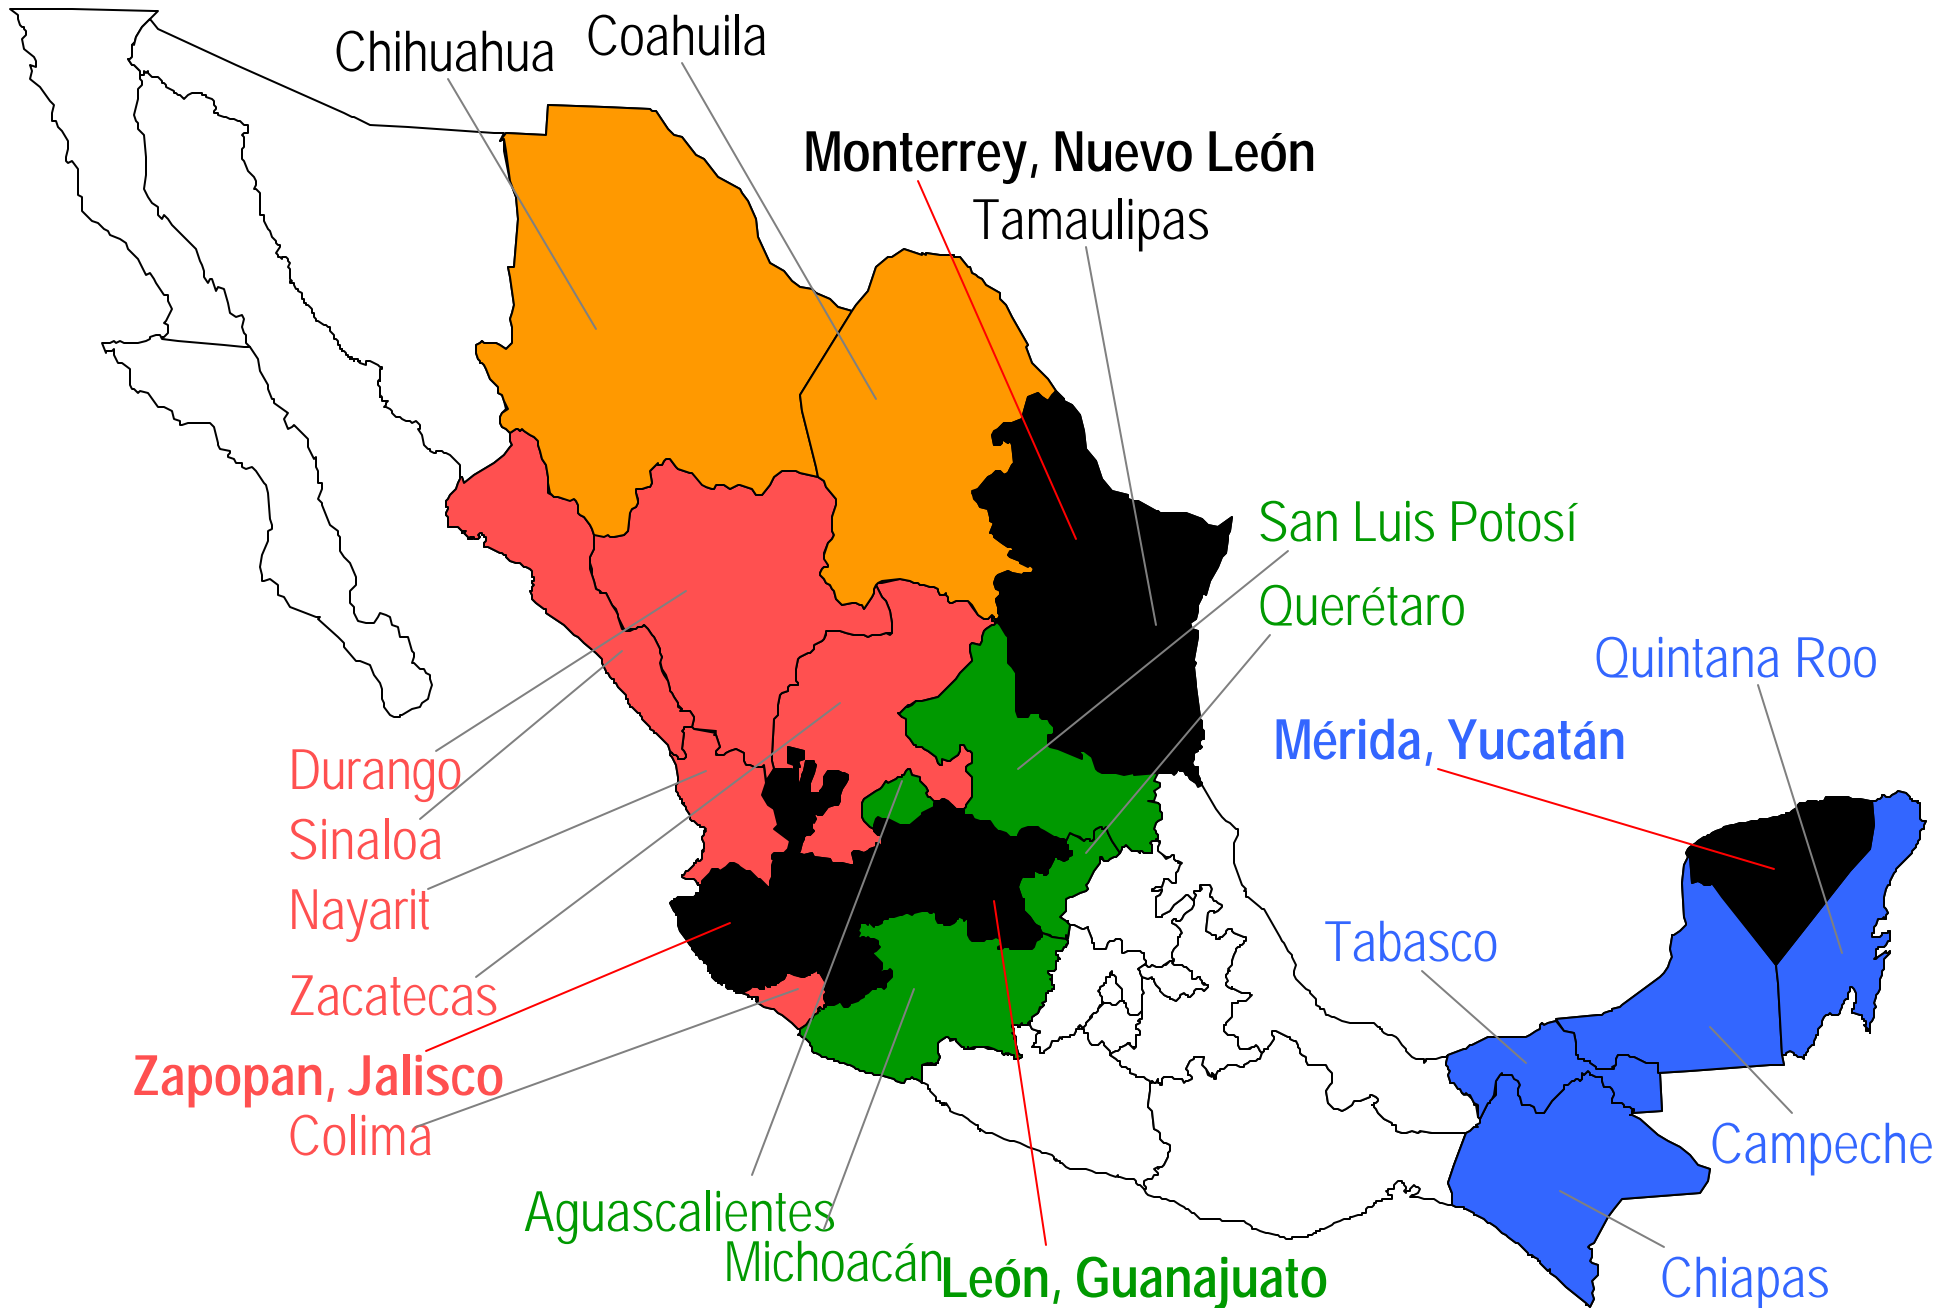 Chihuahua
Coahuila
Monterrey, Nuevo León
Tamaulipas
San Luis Potosí
Querétaro
Quintana Roo
Mérida, Yucatán
Durango
Sinaloa
Nayarit
Tabasco
Zacatecas
Zapopan, Jalisco
Colima
Campeche
Aguascalientes
Michoacán
León, Guanajuato
Chiapas